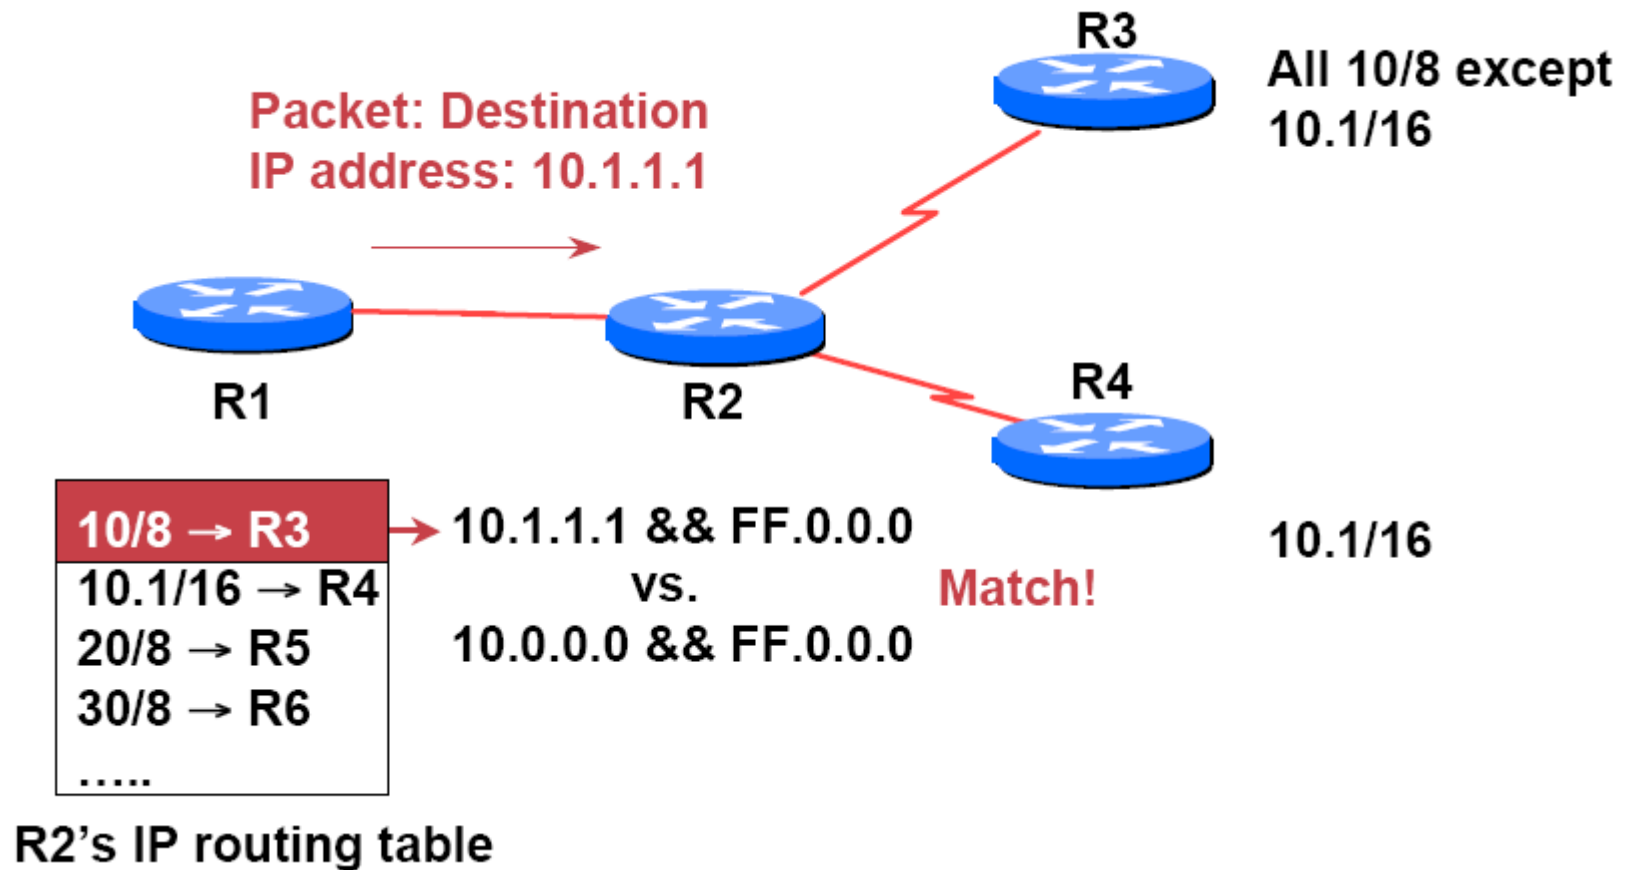 R3
All 10/8 except
10.1/16
Packet: Destination
IP address: 10.1.1.1
R1
R2
R4
10.1/16
10/8 → R3
10.1/16 → R4
20/8 → R5
30/8 → R6
…..
10.1.1.1 && FF.0.0.0
vs.
10.0.0.0 && FF.0.0.0
Match!
R2’s IP routing table